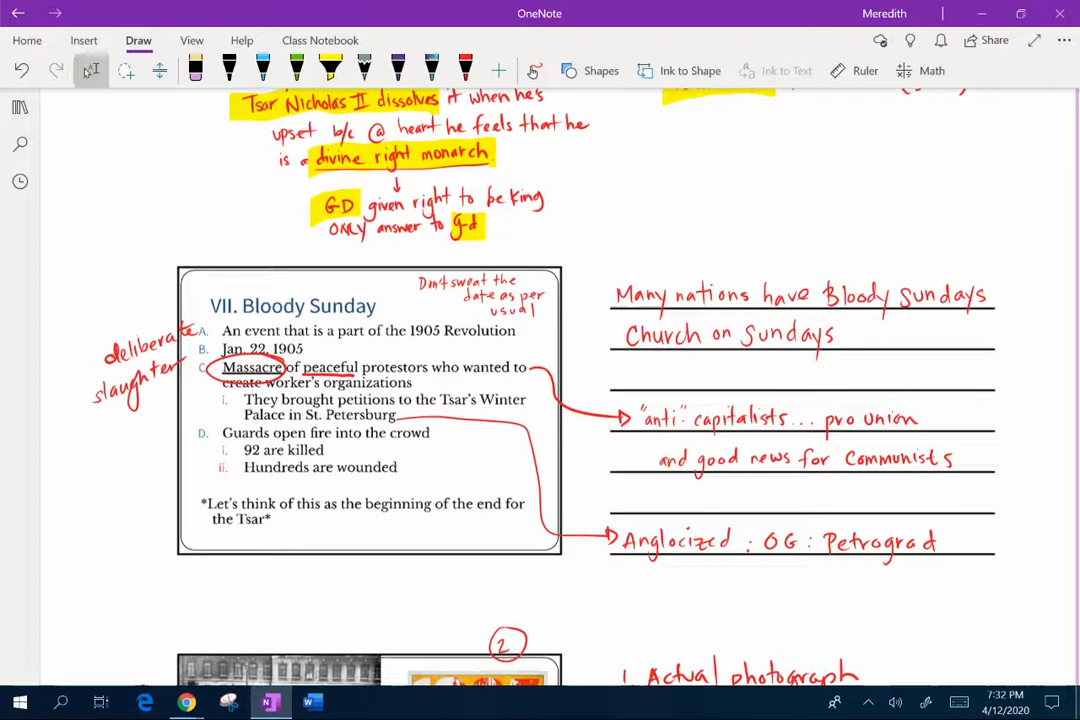 OneNote
Meredith
Home
Insert
Draw
View
Help
Class Notebook
Share
Shapes
Ink to Shape
Ink to Text
Ruler
Math
Tsar Nicholas II dissolves it when he's
upset b/c @ heart he feels that he
is a divine right monarch.
GD given right to be King
ONLY answer to g-d
Don't sweat the
date as per
usual
VII. Bloody Sunday
deliberate
slaughter
A. An event that is a part of the 1905 Revolution
B. Jan. 22, 1905
C. Massacre of peaceful protestors who wanted to
create worker's organizations
i. They brought petitions to the Tsar's Winter
Palace in St. Petersburg
D. Guards open fire into the crowd
i. 92 are killed
ii. Hundreds are wounded
*Let's think of this as the beginning of the end for
the Tsar*
Many nations have Bloody Sundays
Church on Sundays
"anti" capitalists... pro union
and good news for Communists
Anglocized : OG : Petrograd
2
1. Actual photograph
7:32 PM
4/12/2020